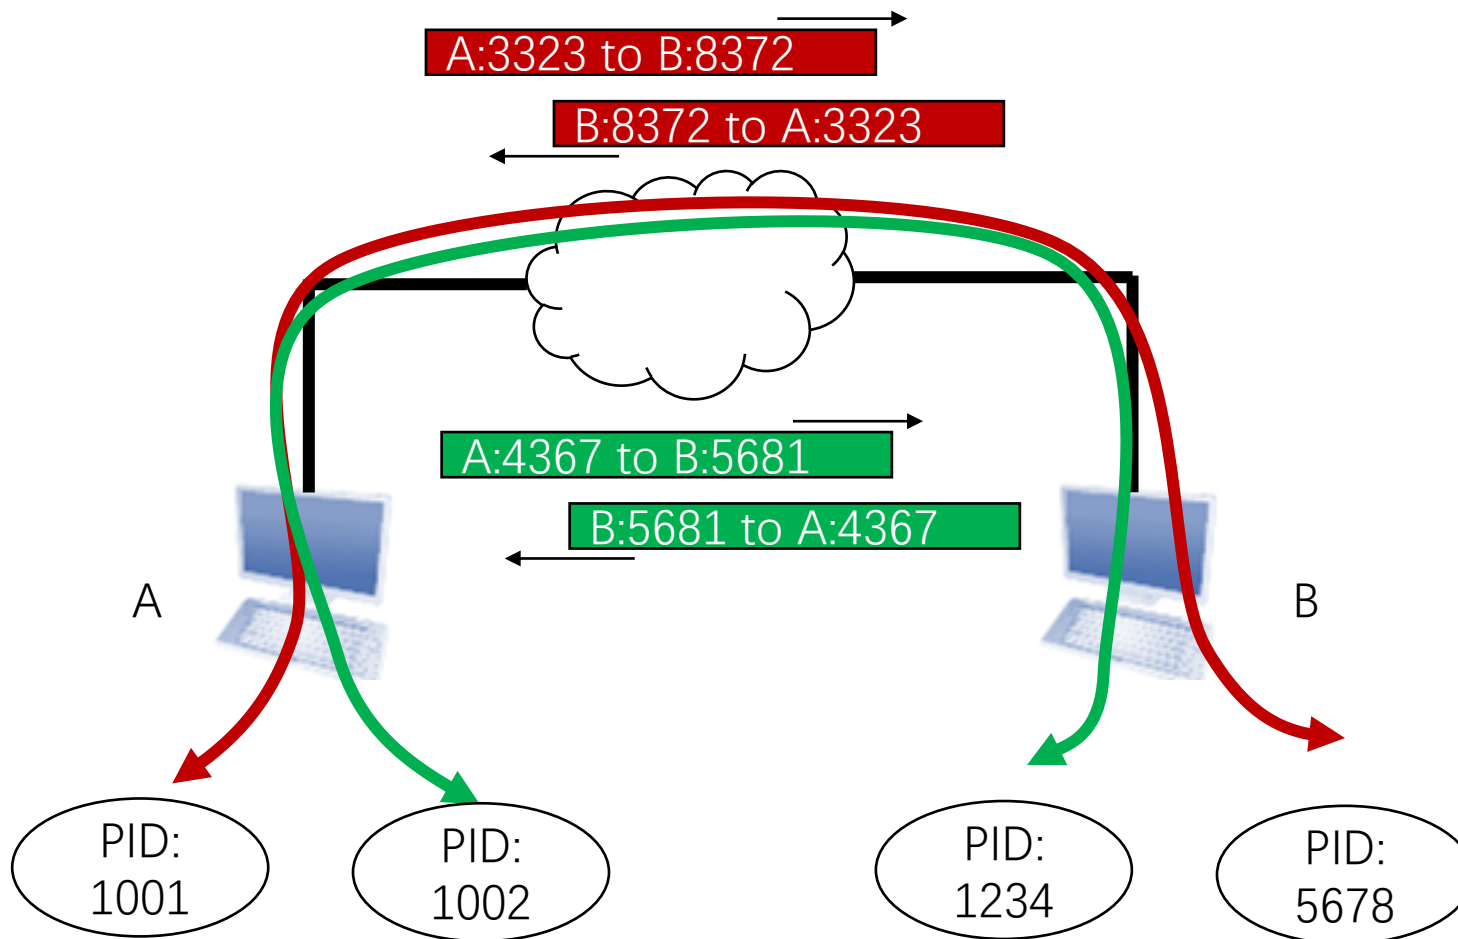 A:3323 to B:8372
B:8372 to A:3323
A:4367 to B:5681
B:5681 to A:4367
A
B
PID:
1001
PID:
1002
PID:
1234
PID:
5678